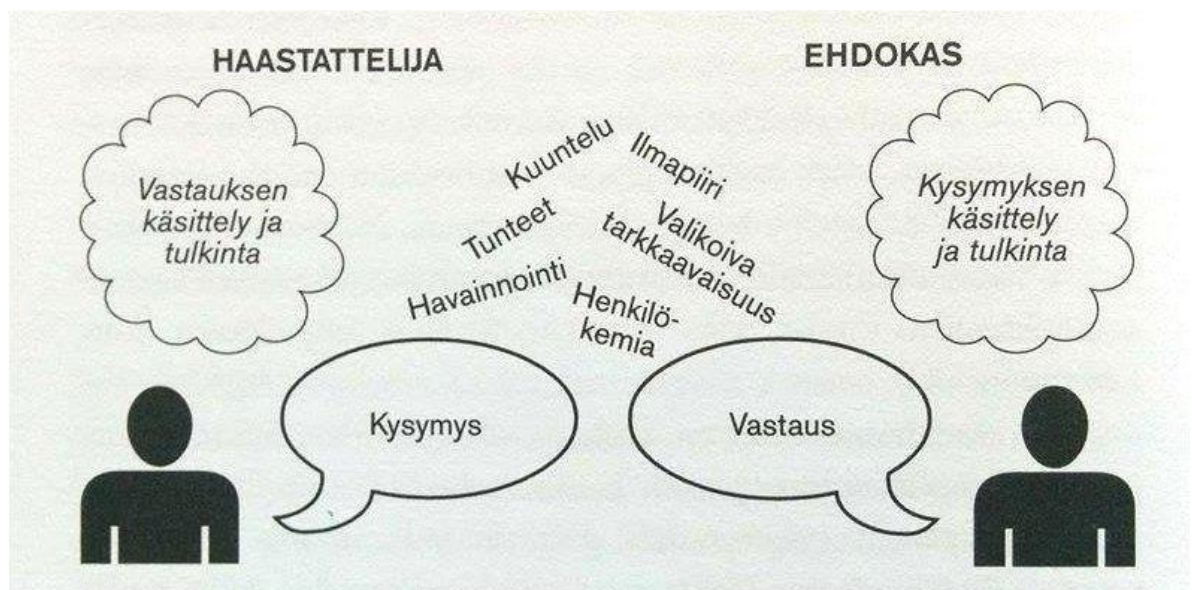 HAASTATTELIJA
EHDOKAS
Vastauksen
käsittely ja
tulkinta
Kuuntelu
Tunteet
Havainnointi
Ilmapiiri
Valikoiva
tarkkaavaisuus
Henkilö-
kemia
Kysymyksen
käsittely
ja tulkinta
Kysymys
Vastaus